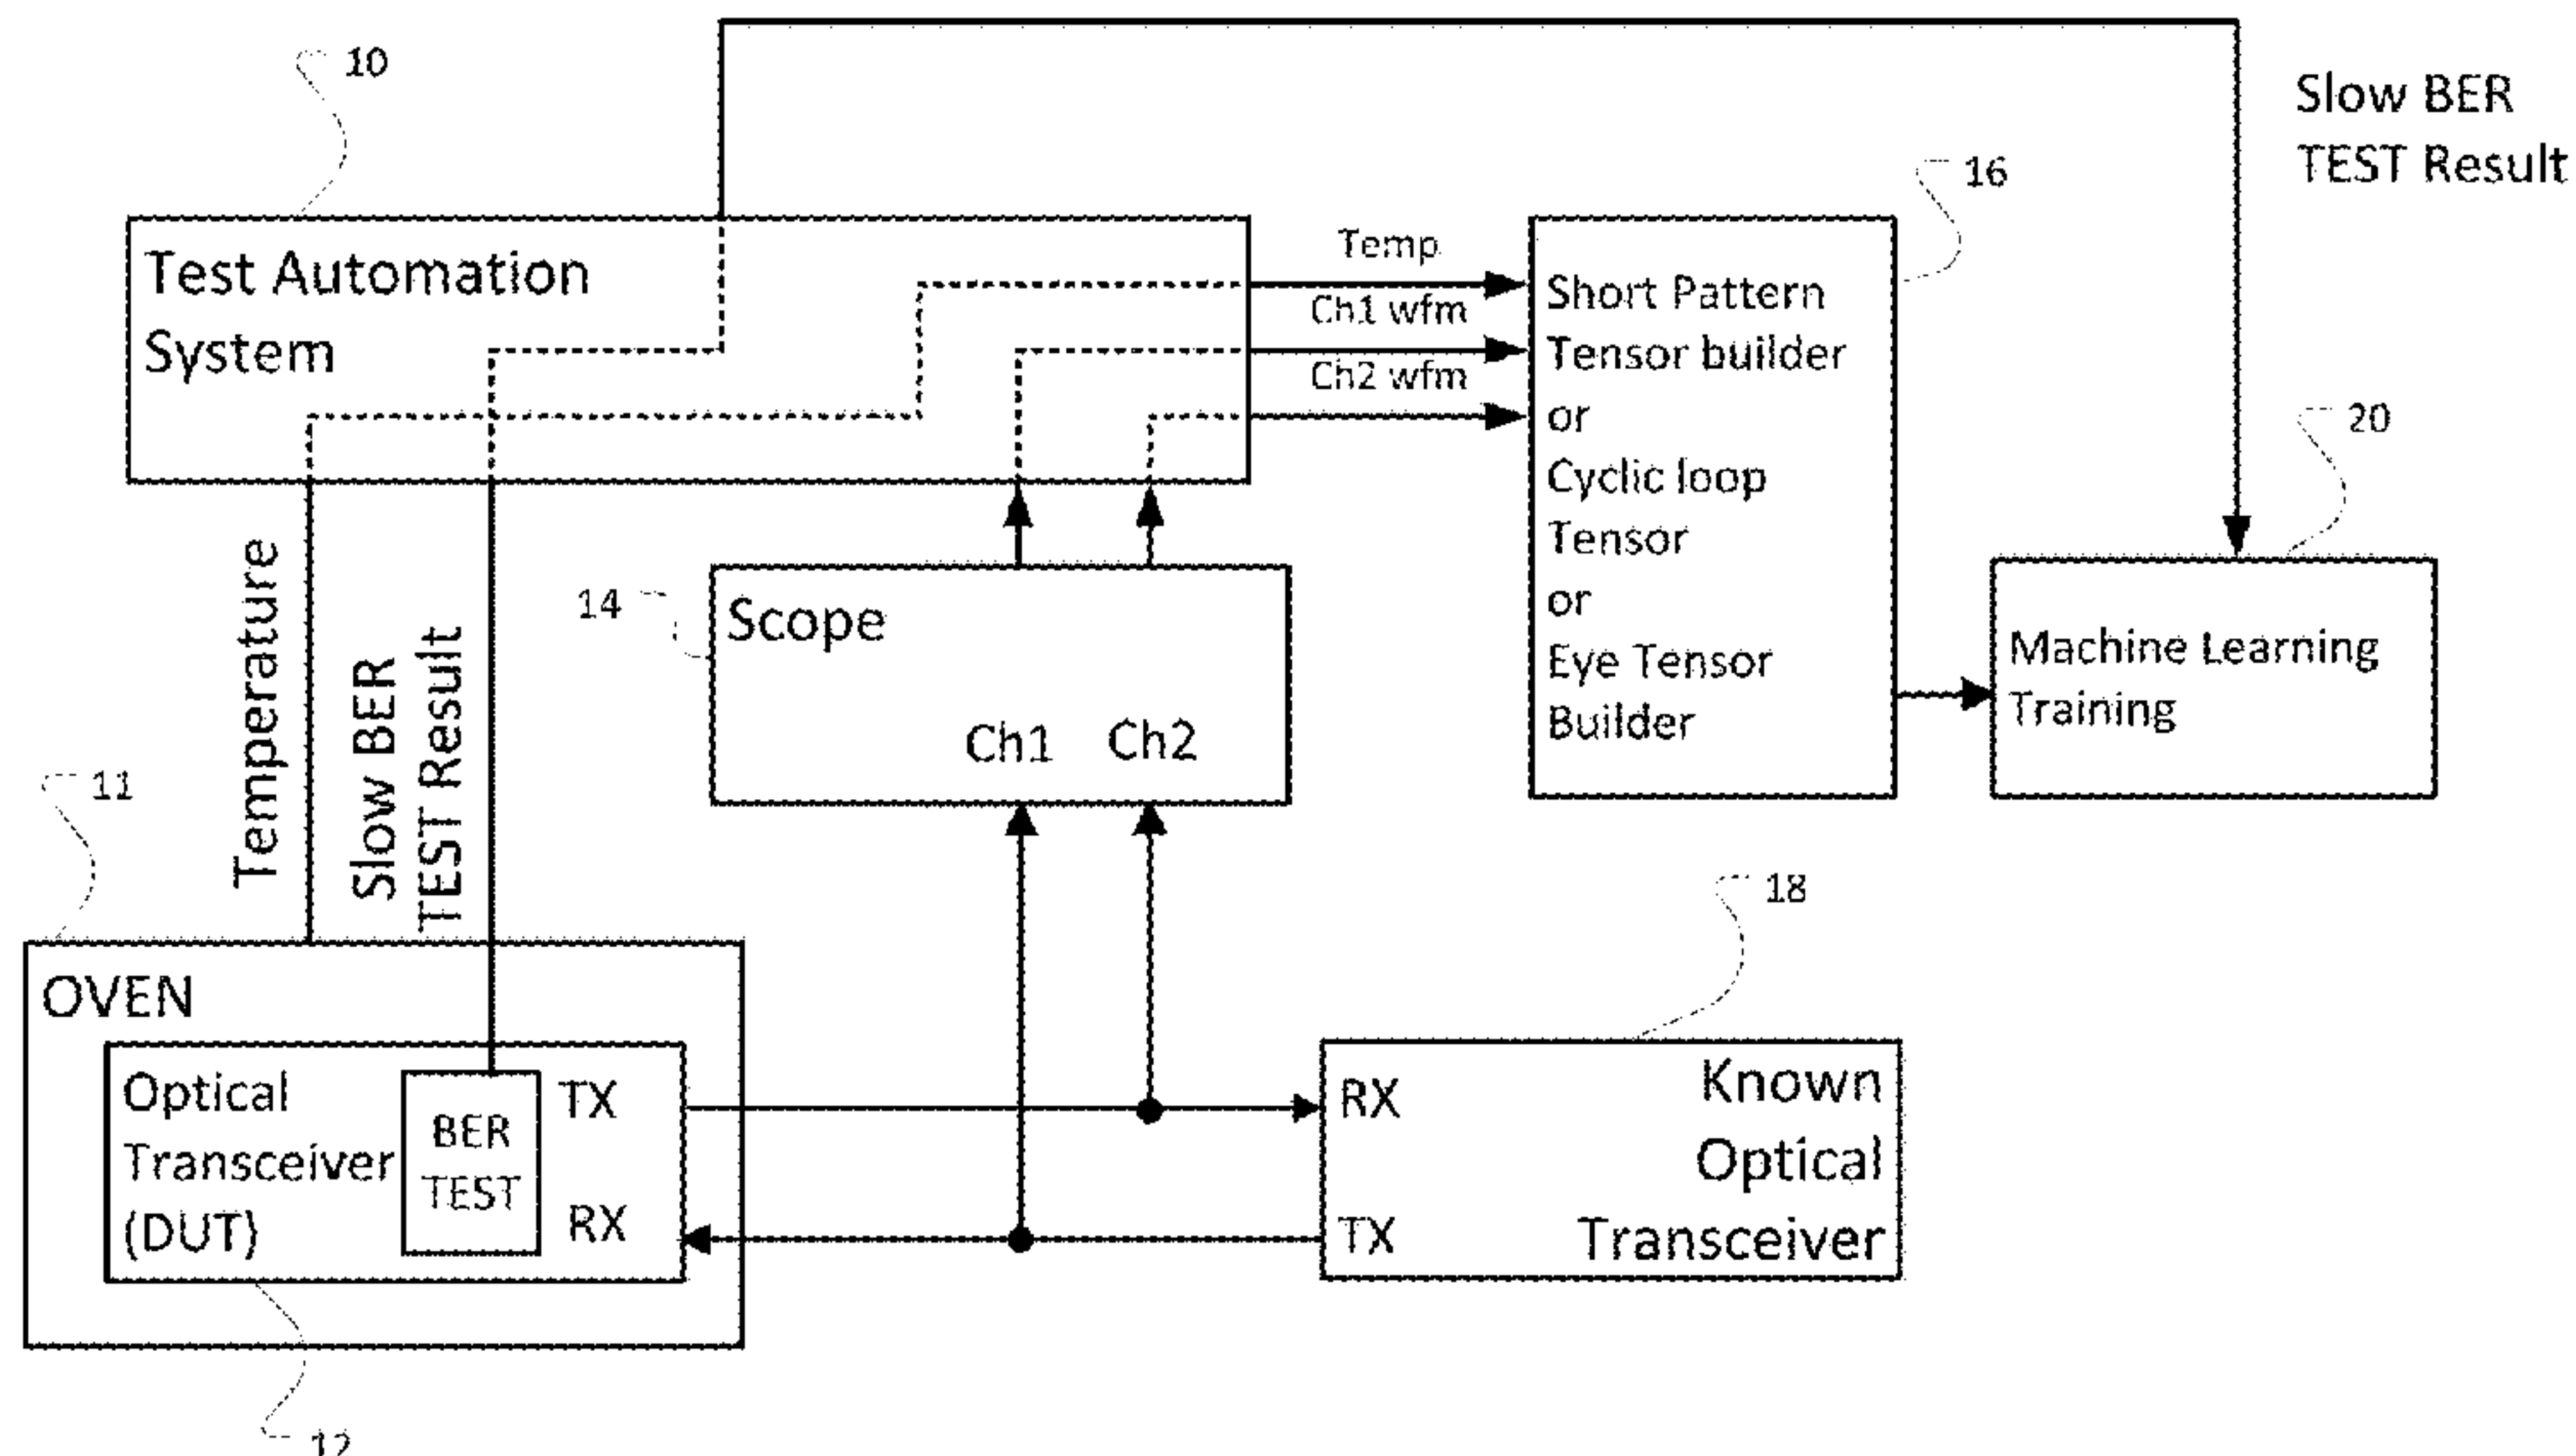 10
Slow BER
TEST Result
16
Test Automation
System
Temp
Ch1 wfm
Ch2 wfm
Short Pattern
Tensor builder
or
Cyclic loop
Tensor
or
Eye Tensor
Builder
20
Machine Learning
Training
14
Scope
Ch1 Ch2
Temperature
Slow BER
TEST Result
11
18
OVEN
Optical
Transceiver
(DUT)
BER
TEST
TX
RX
RX
TX
Known
Optical
Transceiver
12